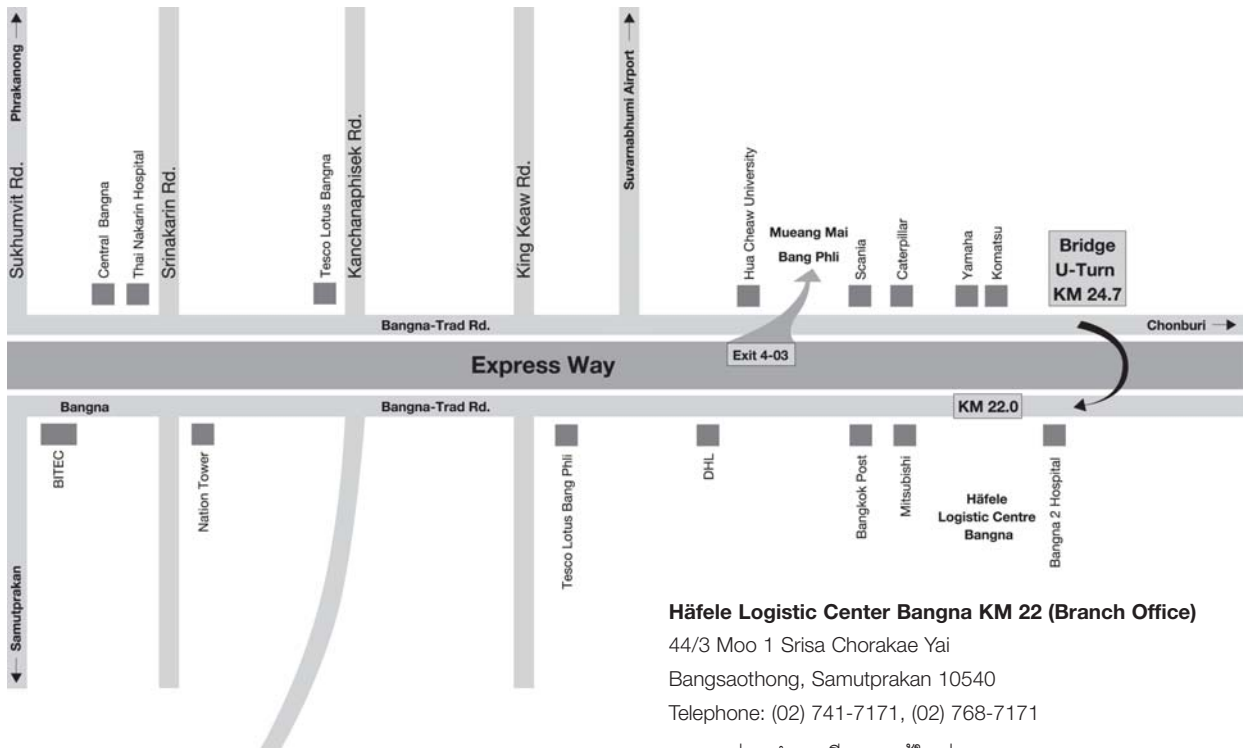 Phrakanong
Sukhumvit Rd.
Central Bangna
Thai Nakarin Hospital
Srinakarin Rd.
Tesco Lotus Bangna
Kanchanaphisek Rd.
King Keaw Rd.
Suvarnabhumi Airport
Hua Cheaw University
Mueang Mai
Bang Phli
Scania
Caterpillar
Yamaha
Komatsu
Bridge
U-Turn
KM 24.7
Bangna-Trad Rd.
Chonburi
Express Way
Exit 4-03
Bangna
Bangna-Trad Rd.
KM 22.0
BITEC
Nation Tower
Tesco Lotus Bang Phli
DHL
Bangkok Post
Mitsubishi
Häfele
Logistic Centre
Bangna
Bangna 2 Hospital
Samutprakan
Häfele Logistic Center Bangna KM 22 (Branch Office)
44/3 Moo 1 Srisa Chorakae Yai
Bangsaothong, Samutprakan 10540
Telephone: (02) 741-7171, (02) 768-7171